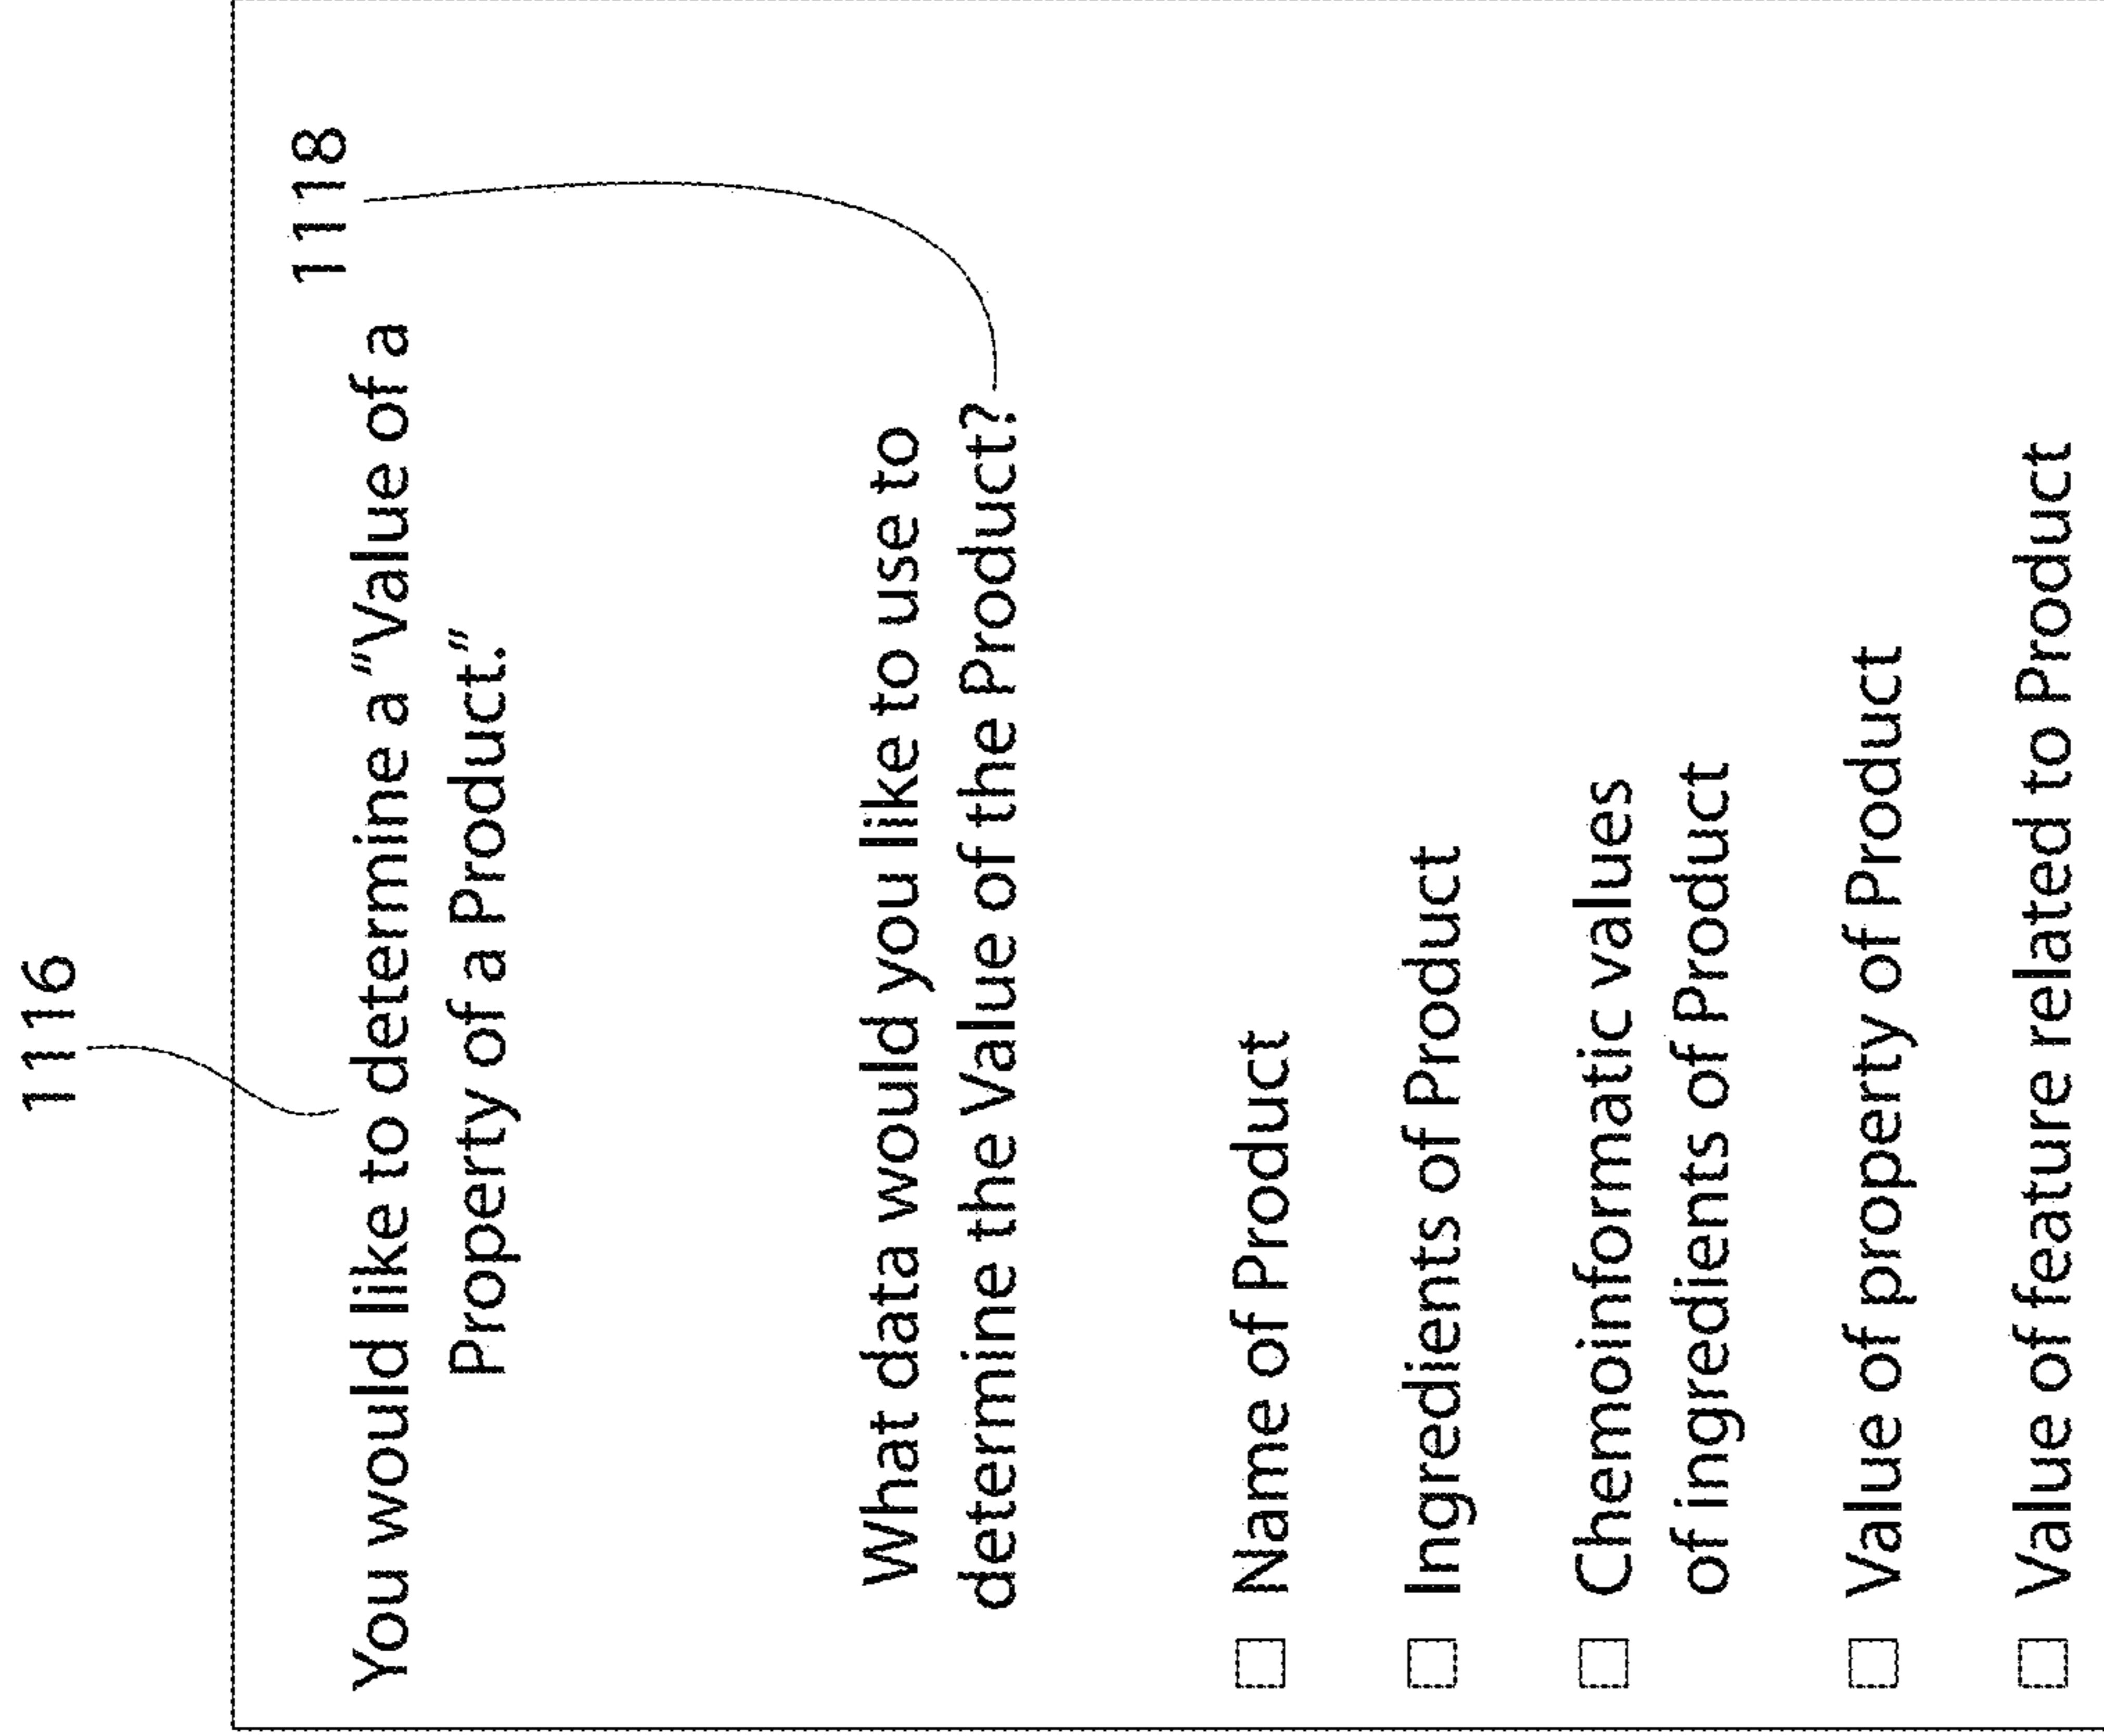 1116
1118
You would like to determine a “Value of a
Property of a Product.”
What data would you like to use to
determine the Value of the Product?
Name of Product
Ingredients of Product
Chemoinformatic values
of ingredients of Product
Value of property of Product
Value of feature related to Product